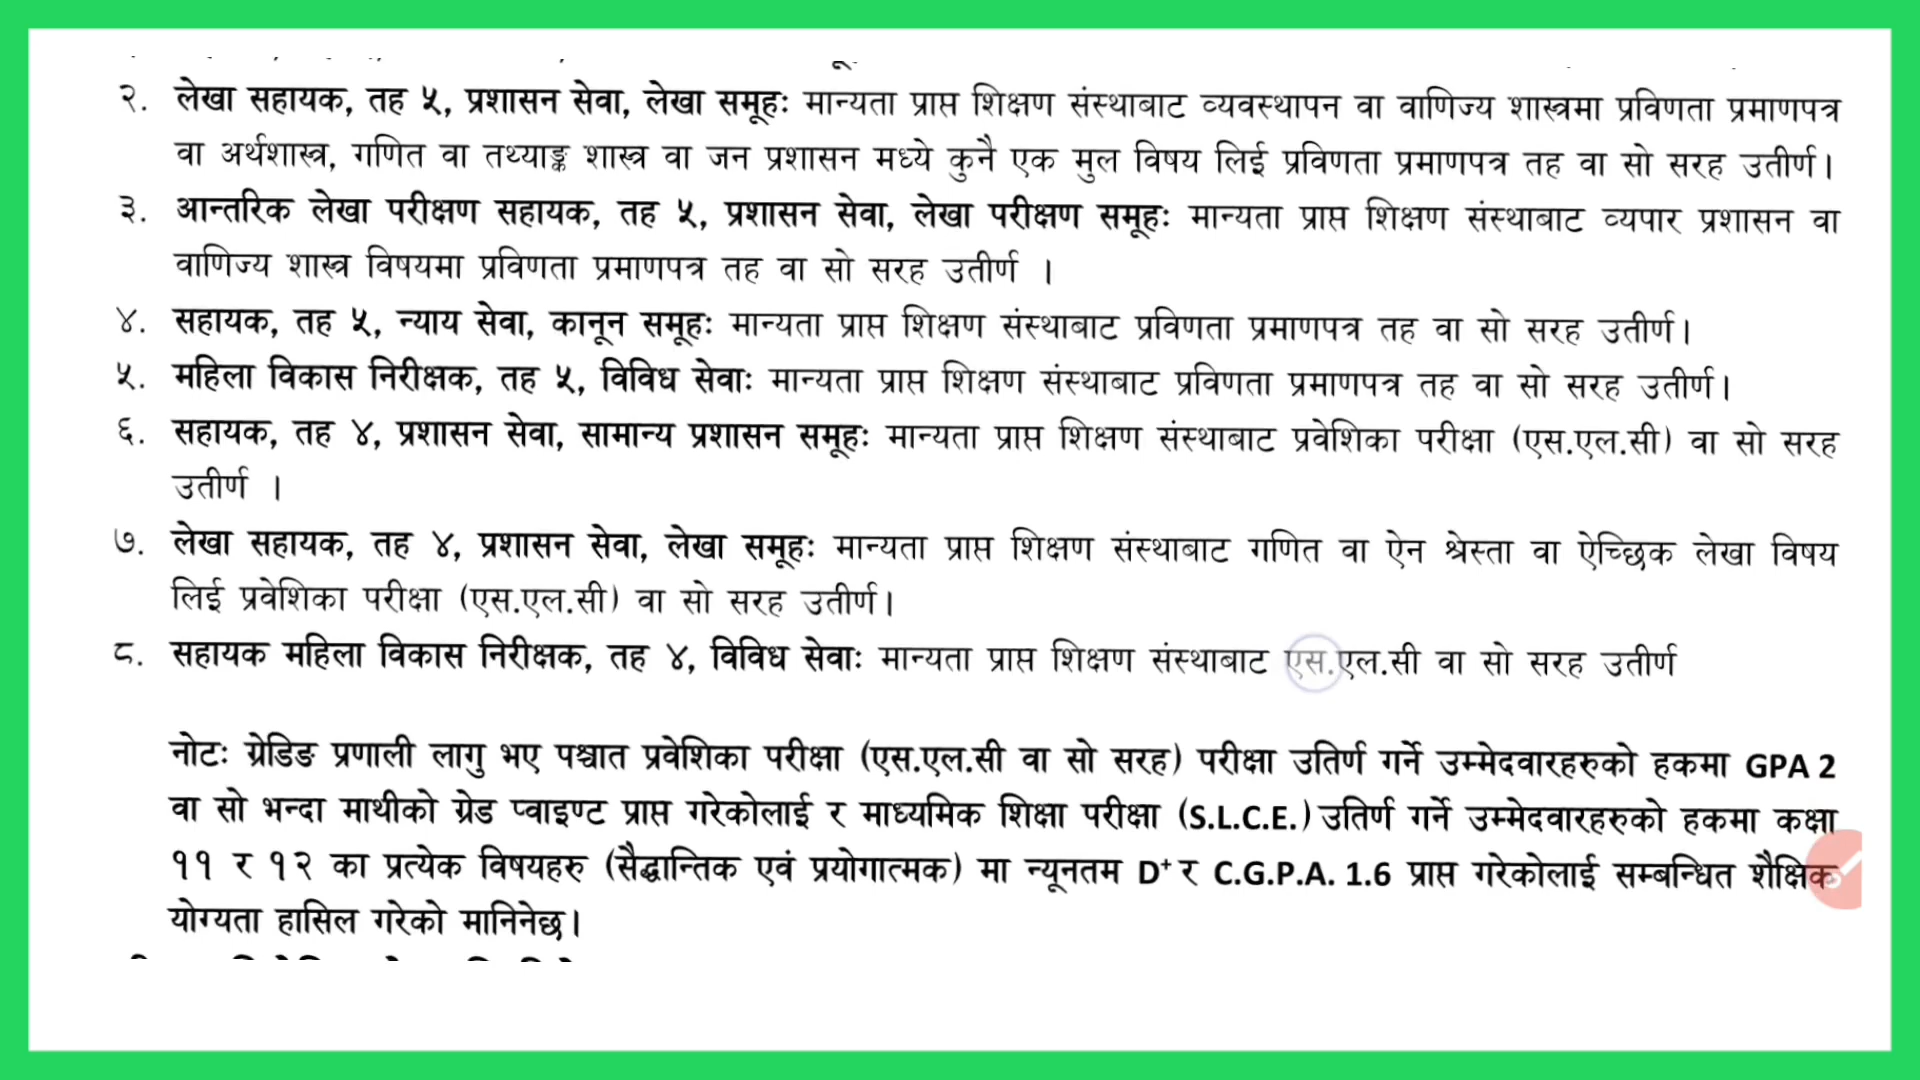 २. लेखा सहायक, तह ५, प्रशासन सेवा, लेखा समूहः मान्यता प्राप्त शिक्षण संस्थाबाट व्यवस्थापन वा वाणिज्य शास्त्रमा प्रविणता प्रमाणपत्र
वा अर्थशास्त्र, गणित वा तथ्याङ्क शास्त्र वा जन प्रशासन मध्ये कुनै एक मुल विषय लिई प्रविणता प्रमाणपत्र तह वा सो सरह उतीर्ण।
३. आन्तरिक लेखा परीक्षण सहायक, तह ५, प्रशासन सेवा, लेखा परीक्षण समूहः मान्यता प्राप्त शिक्षण संस्थाबाट व्यपार प्रशासन वा
वाणिज्य शास्त्र विषयमा प्रविणता प्रमाणपत्र तह वा सो सरह उतीर्ण ।
४. सहायक, तह ५, न्याय सेवा, कानून समूहः मान्यता प्राप्त शिक्षण संस्थाबाट प्रविणता प्रमाणपत्र तह वा सो सरह उतीर्ण।
५. महिला विकास निरीक्षक, तह ५, विविध सेवाः मान्यता प्राप्त शिक्षण संस्थाबाट प्रविणता प्रमाणपत्र तह वा सो सरह उतीर्ण।
६. सहायक, तह ४, प्रशासन सेवा, सामान्य प्रशासन समूहः मान्यता प्राप्त शिक्षण संस्थाबाट प्रवेशिका परीक्षा (एस.एल.सी) वा सो सरह
उतीर्ण ।
७. लेखा सहायक, तह ४, प्रशासन सेवा, लेखा समूहः मान्यता प्राप्त शिक्षण संस्थाबाट गणित वा ऐन श्रेस्ता वा ऐच्छिक लेखा विषय
लिई प्रवेशिका परीक्षा (एस.एल.सी) वा सो सरह उतीर्ण।
८. सहायक महिला विकास निरीक्षक, तह ४, विविध सेवाः मान्यता प्राप्त शिक्षण संस्थाबाट एस.एल.सी वा सो सरह उतीर्ण
नोटः ग्रेडिङ प्रणाली लागु भए पश्चात प्रवेशिका परीक्षा (एस.एल.सी वा सो सरह) परीक्षा उतिर्ण गर्ने उम्मेदवारहरुको हकमा GPA 2
वा सो भन्दा माथीको ग्रेड प्वाइण्ट प्राप्त गरेकोलाई र माध्यमिक शिक्षा परीक्षा (S.L.C.E.) उतिर्ण गर्ने उम्मेदवारहरुको हकमा कक्षा
११ र १२ का प्रत्येक विषयहरु (सैद्धान्तिक एवं प्रयोगात्मक) मा न्यूनतम D⁺ र C.G.P.A. 1.6 प्राप्त गरेकोलाई सम्बन्धित शैक्षिक
योग्यता हासिल गरेको मानिनेछ।